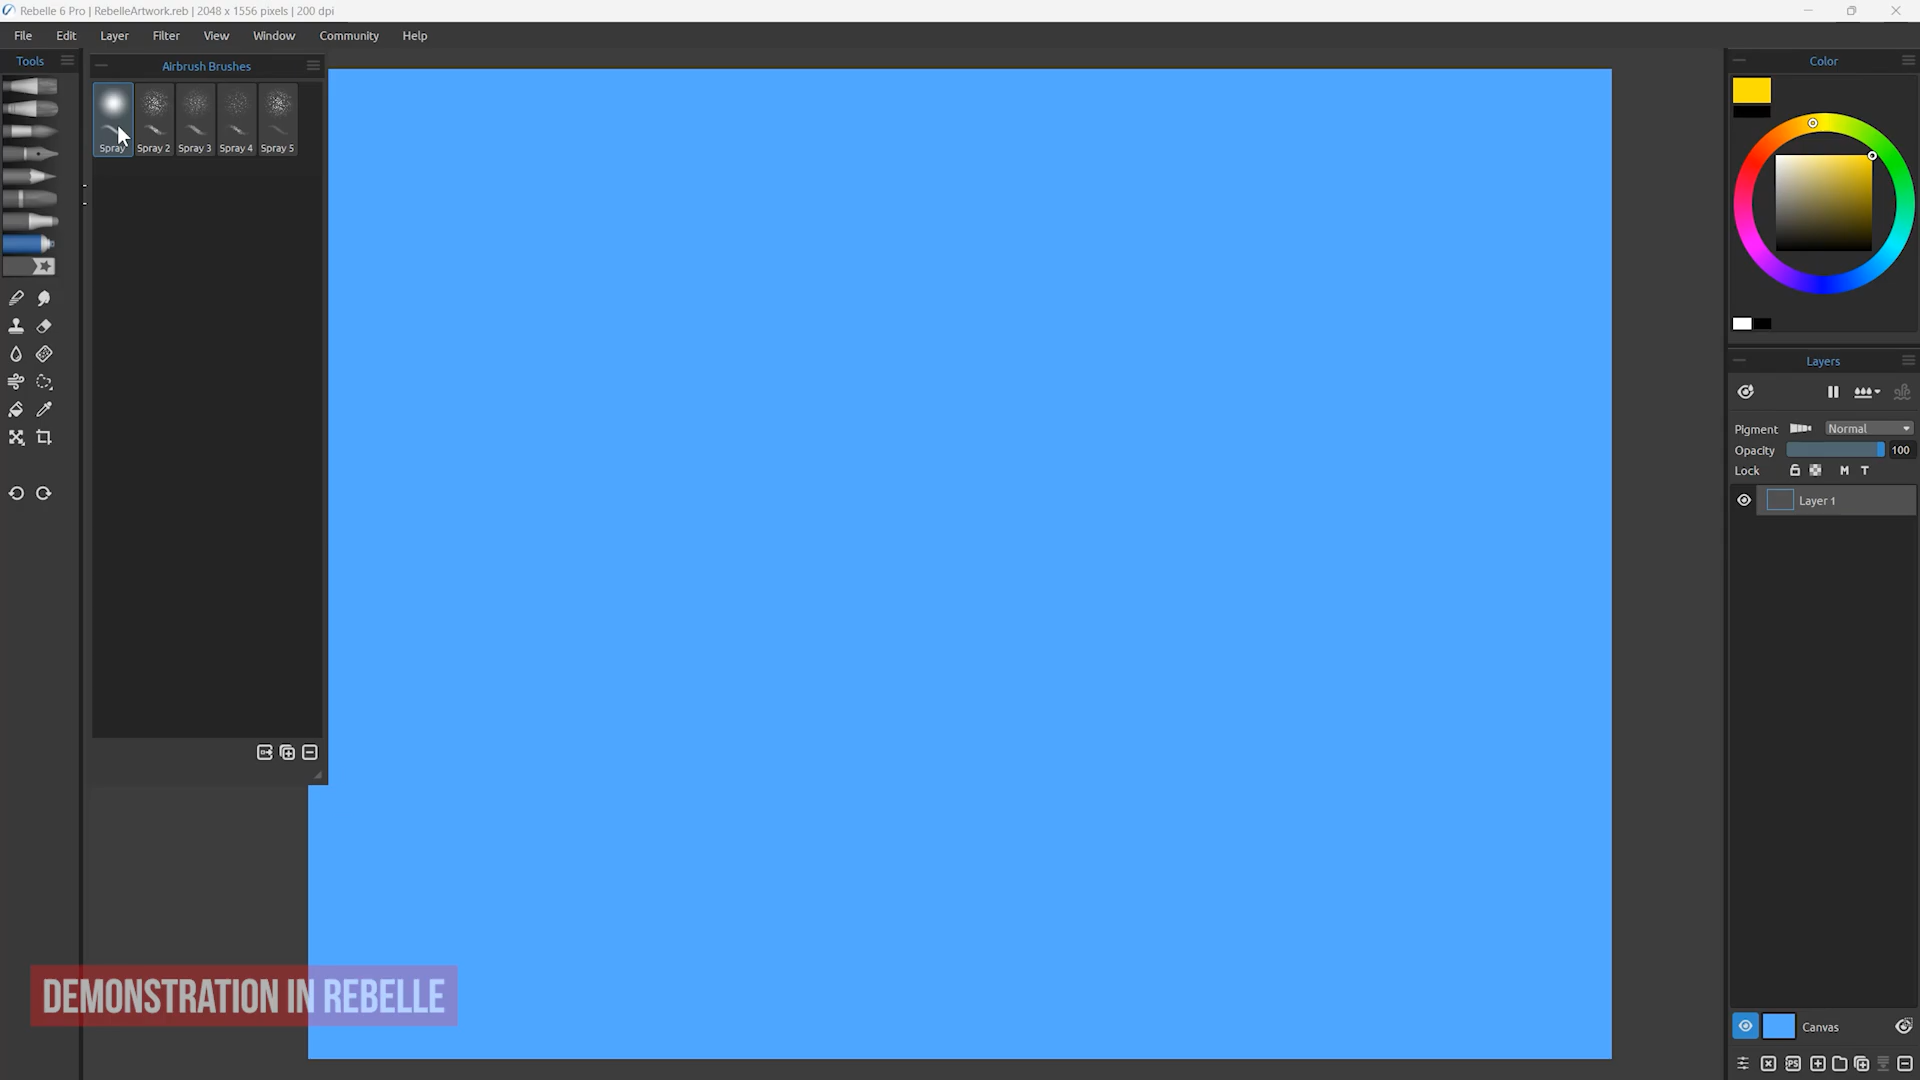 Rebelle 6 Pro | RebelleArtwork.reb | 2048 x 1556 pixels | 200 dpi
File Edit Layer Filter View Window Community Help
Tools
Airbrush Brushes
Color
Spray Spray 2 Spray 3 Spray 4 Spray 5
Layers
Pigment Normal
Opacity 100
Lock M T
Layer 1
DEMONSTRATION IN REBELLE
Canvas
PS